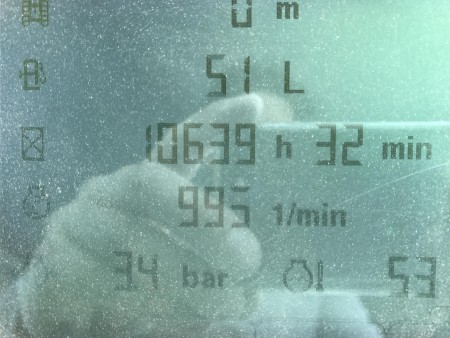 0 m
51 L
10639 h 32 min
995 1/min
34 bar 53